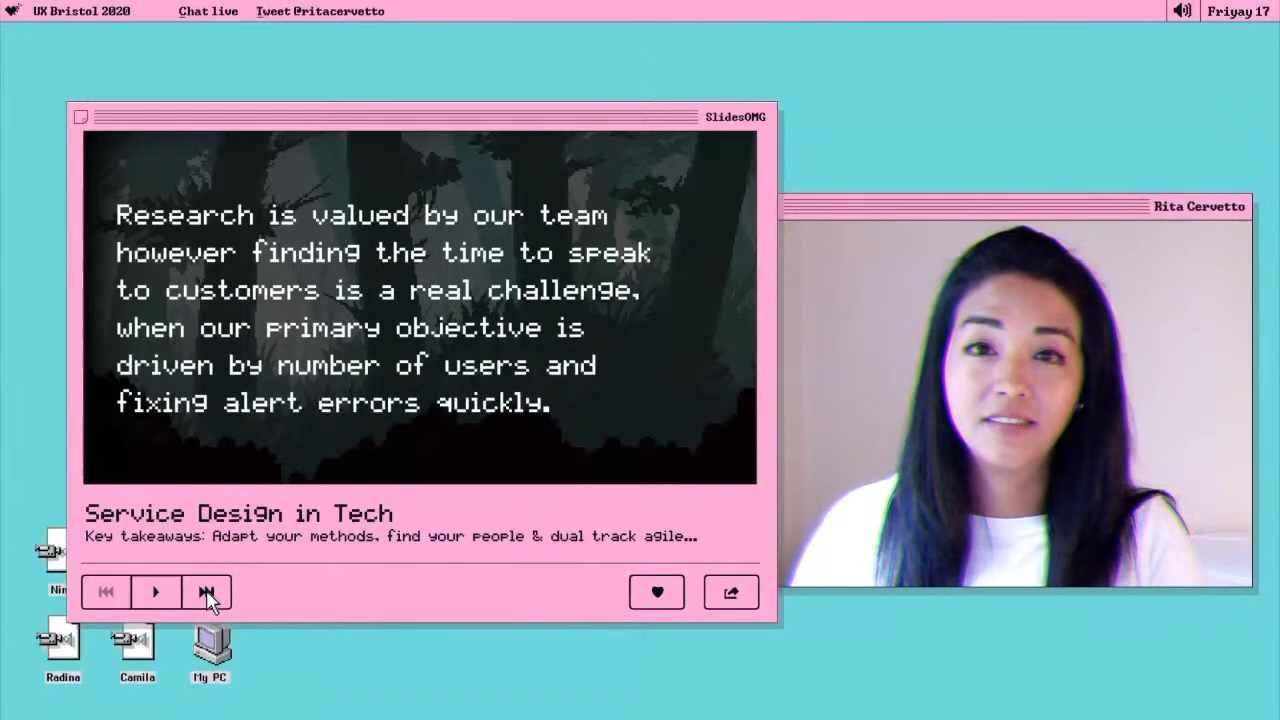 UX Bristol 2020 Chat live Tweet @ritacervetto Friyay 17
SlidesOMG
Research is valued by our team
however finding the time to speak
to customers is a real challenge,
when our primary objective is
driven by number of users and
fixing alert errors quickly.
Service Design in Tech
Key takeaways: Adapt your methods, find your people & dual track agile...
Rita Cervetto
Nin
Radina
Camila
My PC